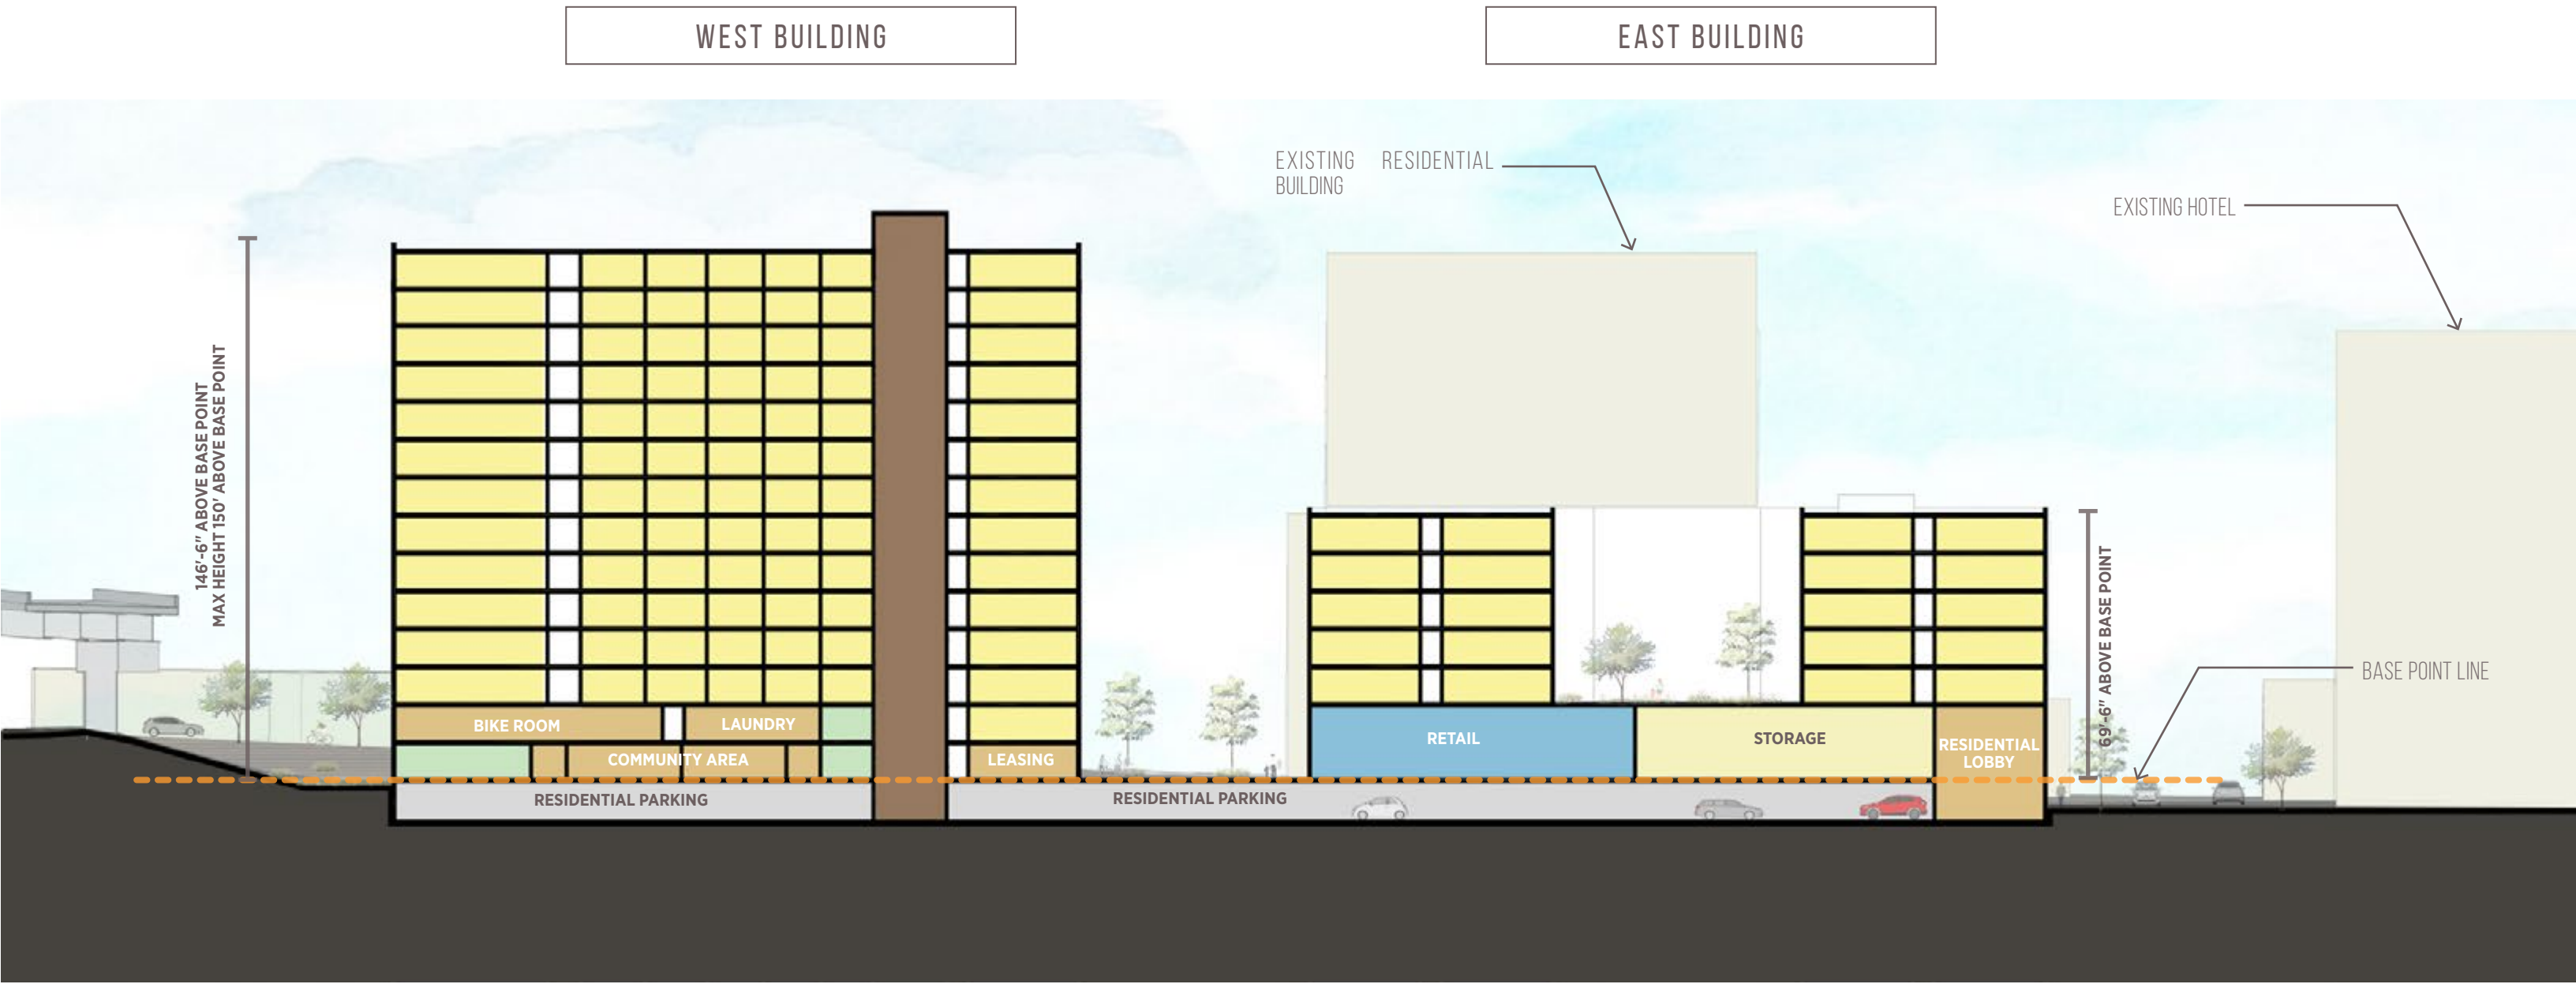 WEST BUILDING
EAST BUILDING
EXISTING RESIDENTIAL
BUILDING
EXISTING HOTEL
146'-6" ABOVE BASE POINT
MAX HEIGHT 150' ABOVE BASE POINT
69'-6" ABOVE BASE POINT
BASE POINT LINE
BIKE ROOM
LAUNDRY
COMMUNITY AREA
LEASING
RETAIL
STORAGE
RESIDENTIAL
LOBBY
RESIDENTIAL PARKING
RESIDENTIAL PARKING